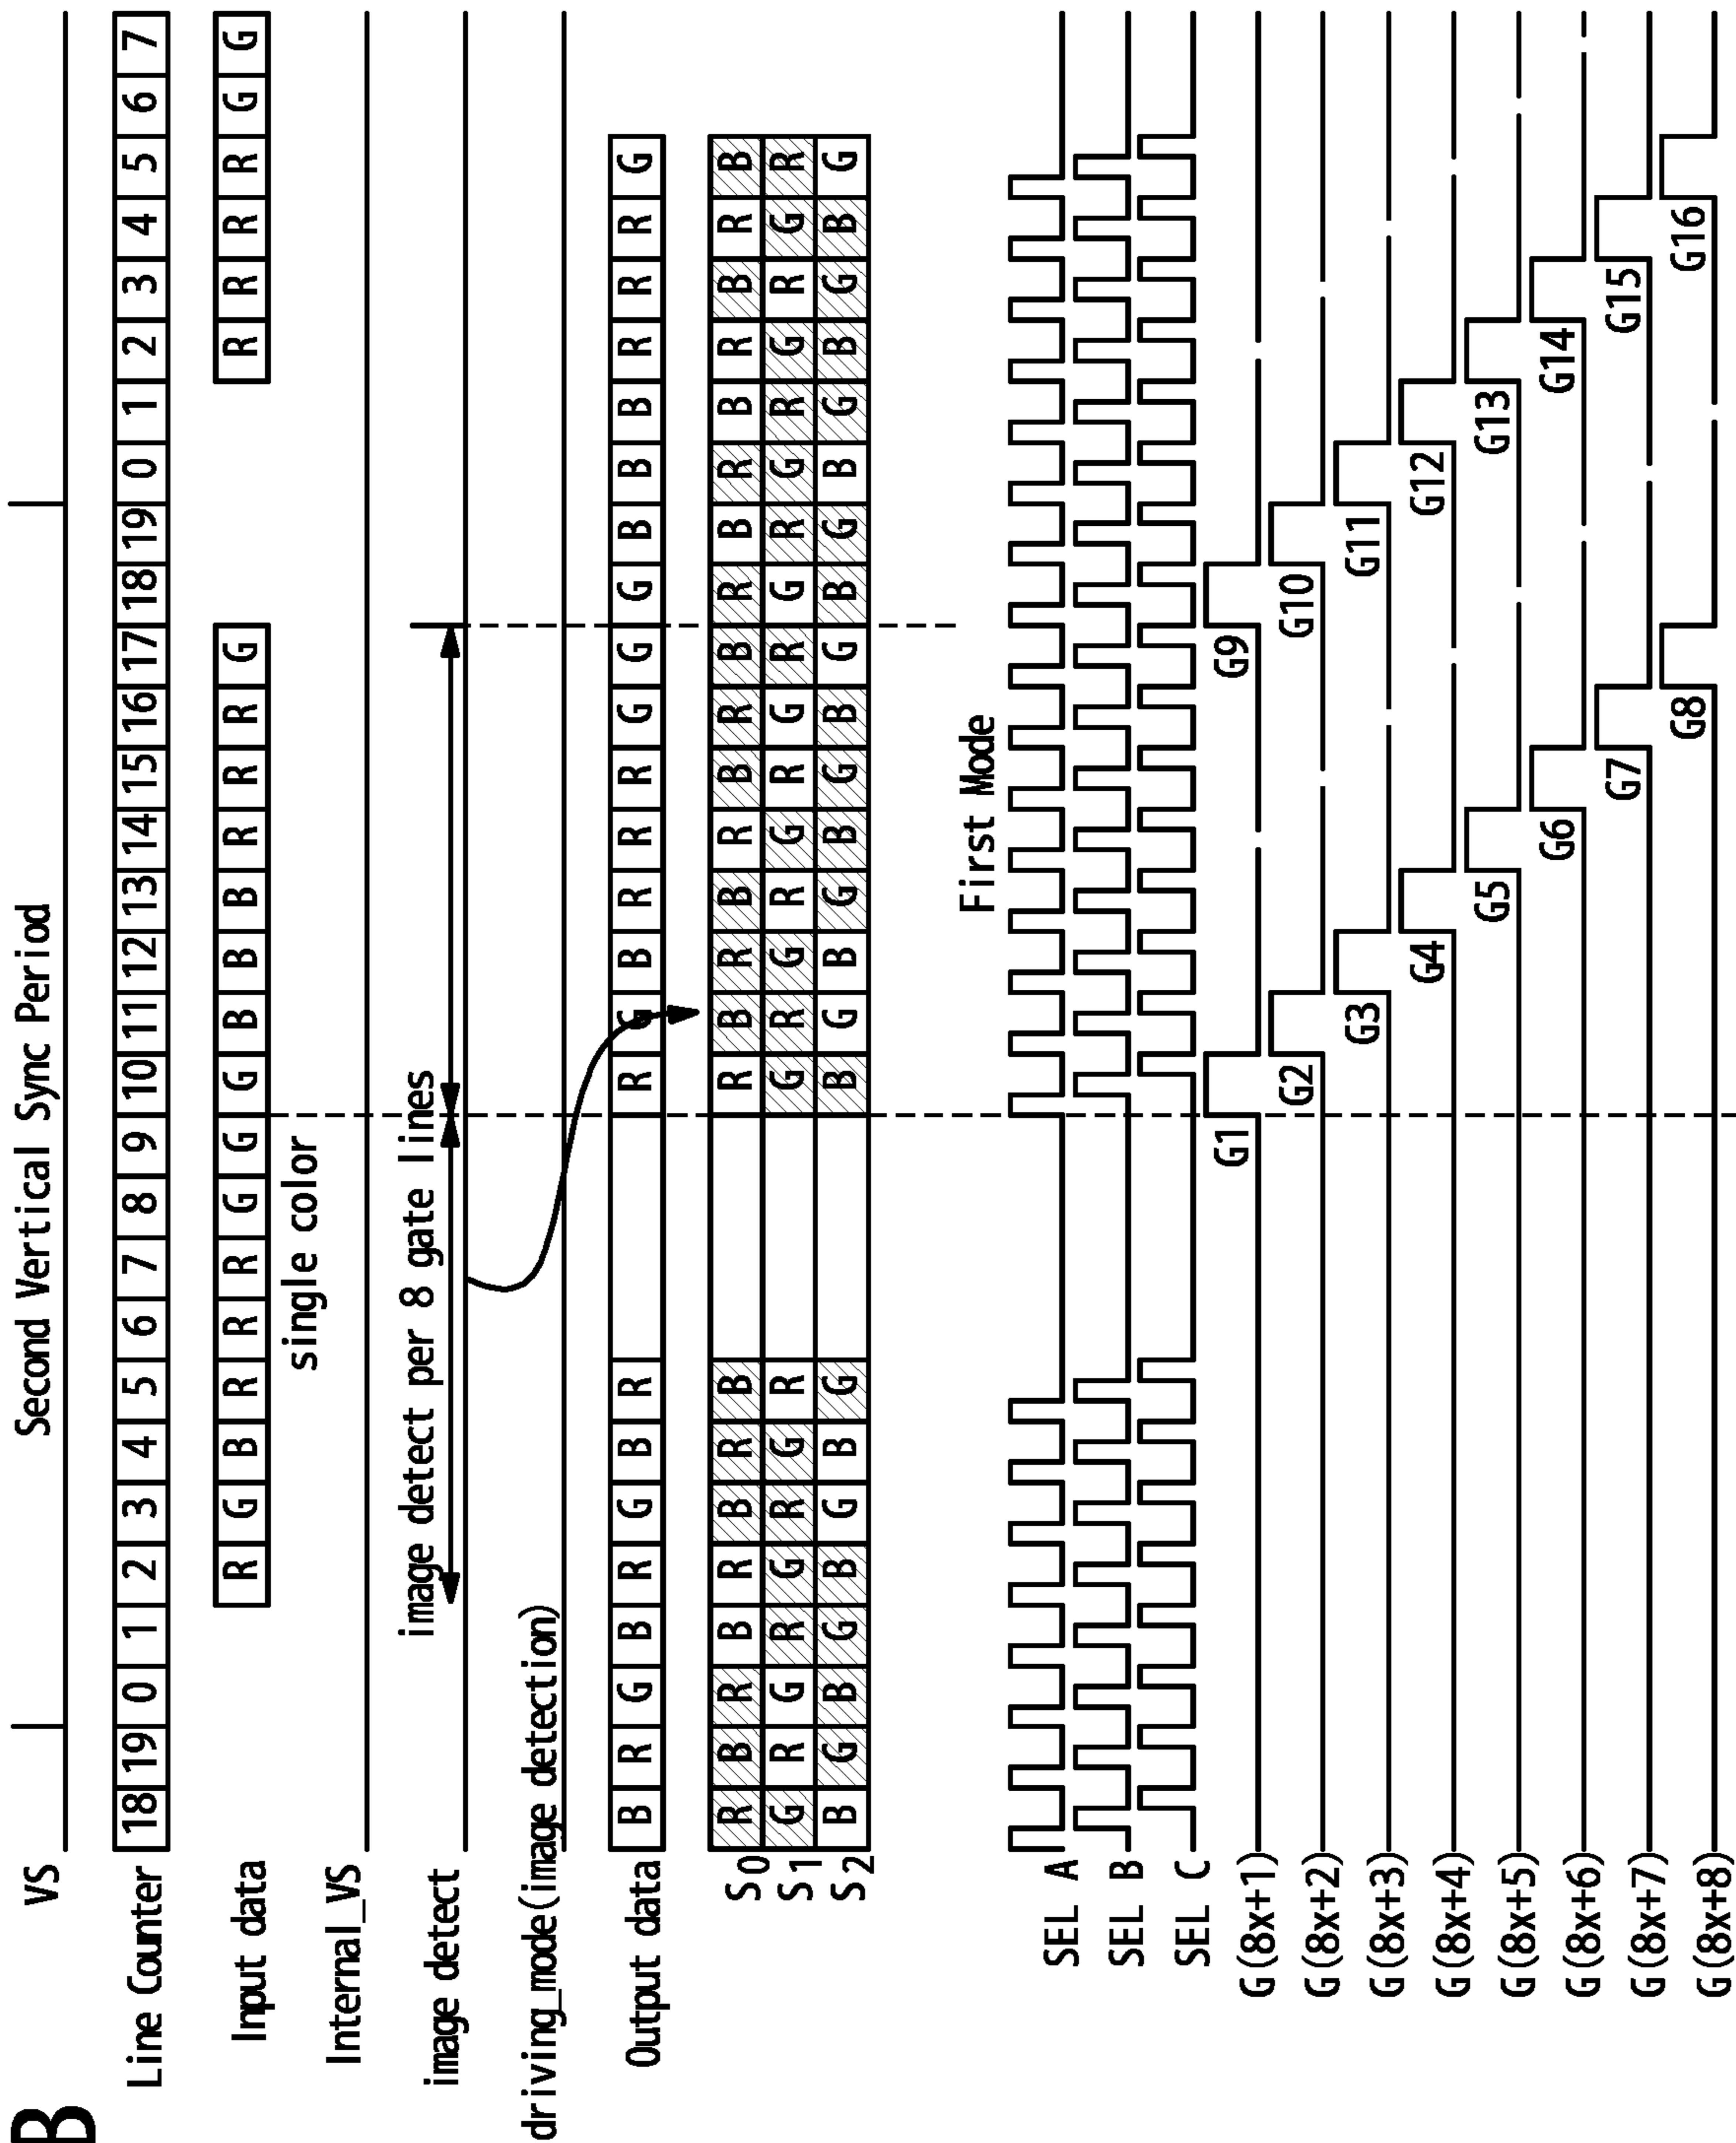 B
Second Vertical Sync Period
VS
Line Counter 18 19 0 1 2 3 4 5 6 7 8 9 10 11 12 13 14 15 16 17 18 19 0 1 2 3 4 5 6 7
Input data R G B R R R G G G B B B R R R G R R R R G G
single color
Internal_VS
image detect per 8 gate lines
image detect
driving_mode(image detection)
Output data B R G B R G B R R G B R R R G G G B B B R R R G
S0 R B R B R B R B R B R B R B R B R B R B R B R B
S1 G R G R G R G R G R G R G R G R G R G R G R G R
S2 B G B G B G B G B G B G B G B G B G B G B G B G
First Mode
SEL A
SEL B
SEL C
G(8x+1) G1 G9
G(8x+2) G2 G10
G(8x+3) G3 G11
G(8x+4) G4 G12
G(8x+5) G5 G13
G(8x+6) G6 G14
G(8x+7) G7 G15
G(8x+8) G8 G16